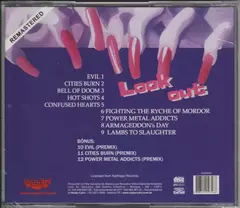 REMASTERED
Look
out
EVIL 1
CITIES BURN 2
BELL OF DOOM 3
HOT SHOTS 4
CONFUSED HEARTS 5
6 FIGHTING THE RYCHE OF MORDOR
7 POWER METAL ADDICTS
8 ARMAGEDDON's DAY
9 LAMBS TO SLAUGHTER
BÓNUS:
10 EVIL (PREMIX)
11 CITIES BURN (PREMIX)
12 POWER METAL ADDICTS (PREMIX)